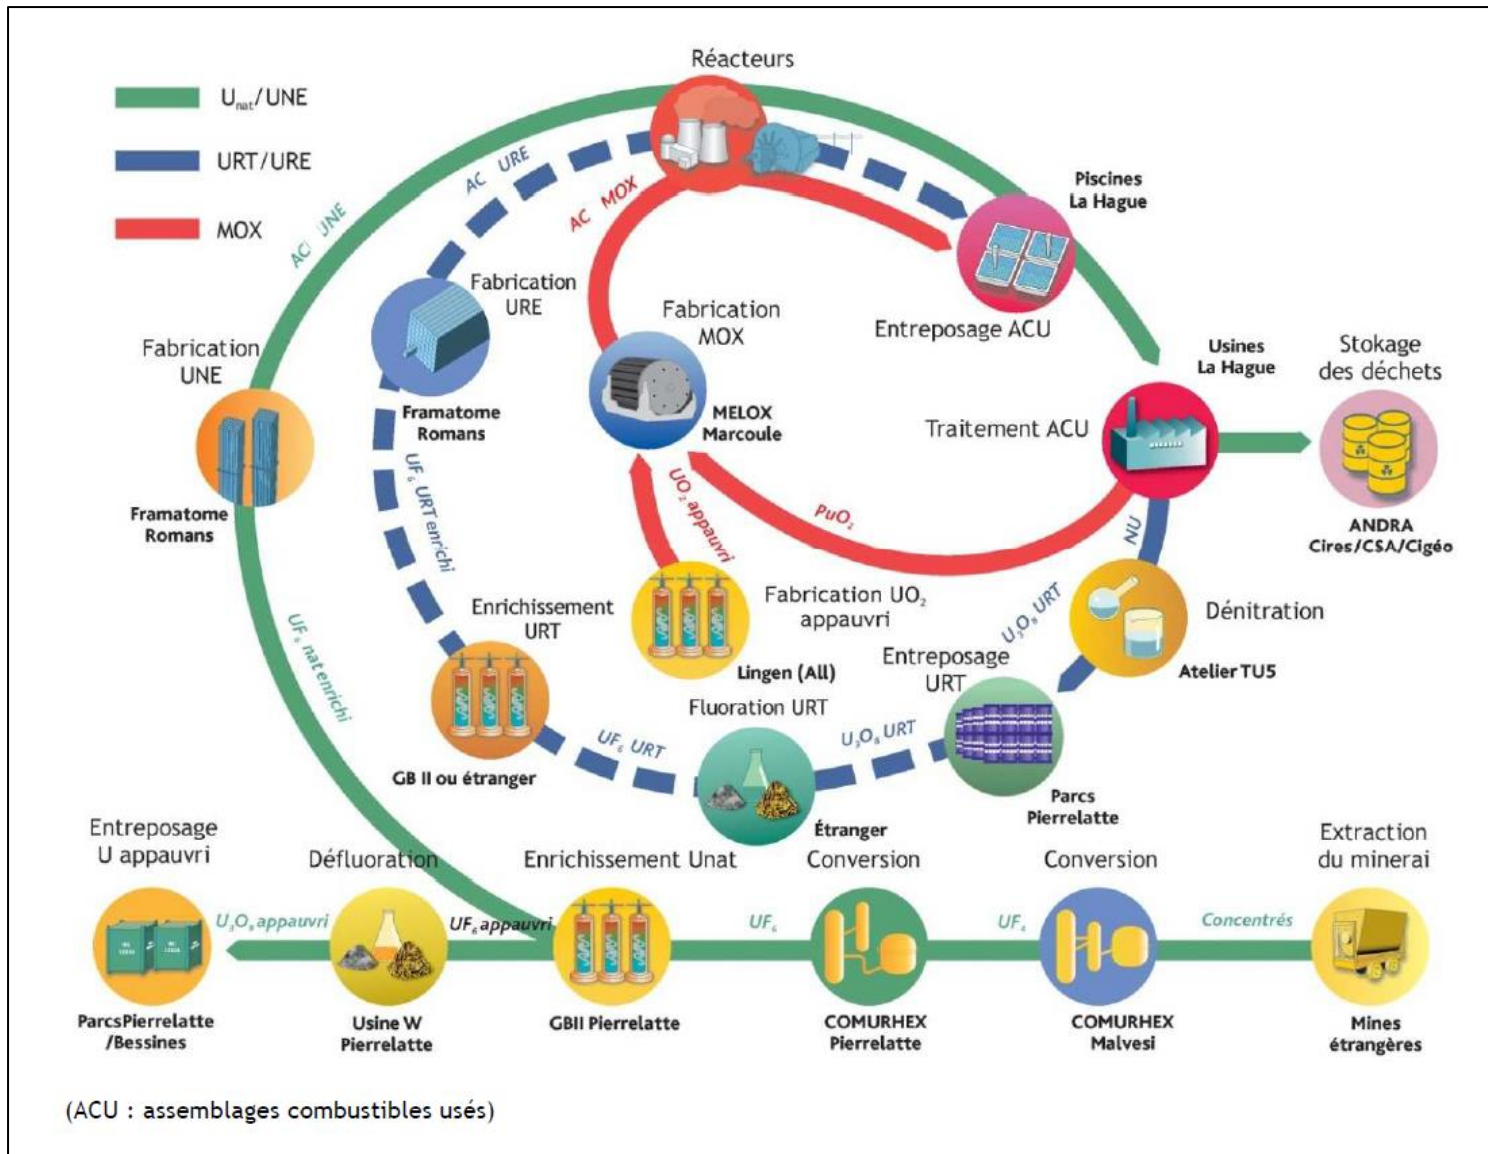 Réacteurs
Unat/UNE
URT/URE
MOX
AC UNE
AC URE
AC MOX
Piscines
La Hague
Entreposage ACU
Fabrication
URE
Framatome
Romans
Fabrication
MOX
MELOX
Marcoule
Fabrication
UNE
Framatome
Romans
Usines
La Hague
Traitement ACU
Stokage
des déchets
ANDRA
Cires/CSA/Cigéo
UF6 URT enrichi
UO2 appauvri
PuO2
NU
Fabrication UO2
appauvri
Lingen (All)
Dénitration
Atelier TU5
U3O8 URT
Enrichissement
URT
GB II ou étranger
Entreposage
URT
Parcs
Pierrelatte
Fluoration URT
Étranger
UF6 URT
U3O8 URT
UF6 nat enrichi
Entreposage
U appauvri
ParcsPierrelatte
/Bessines
U3O8 appauvri
Défluoration
Usine W
Pierrelatte
UF6 appauvri
Enrichissement Unat
GBII Pierrelatte
UF6
Conversion
COMURHEX
Pierrelatte
UF4
Conversion
COMURHEX
Malvesi
Concentrés
Extraction
du minerai
Mines
étrangères
(ACU : assemblages combustibles usés)